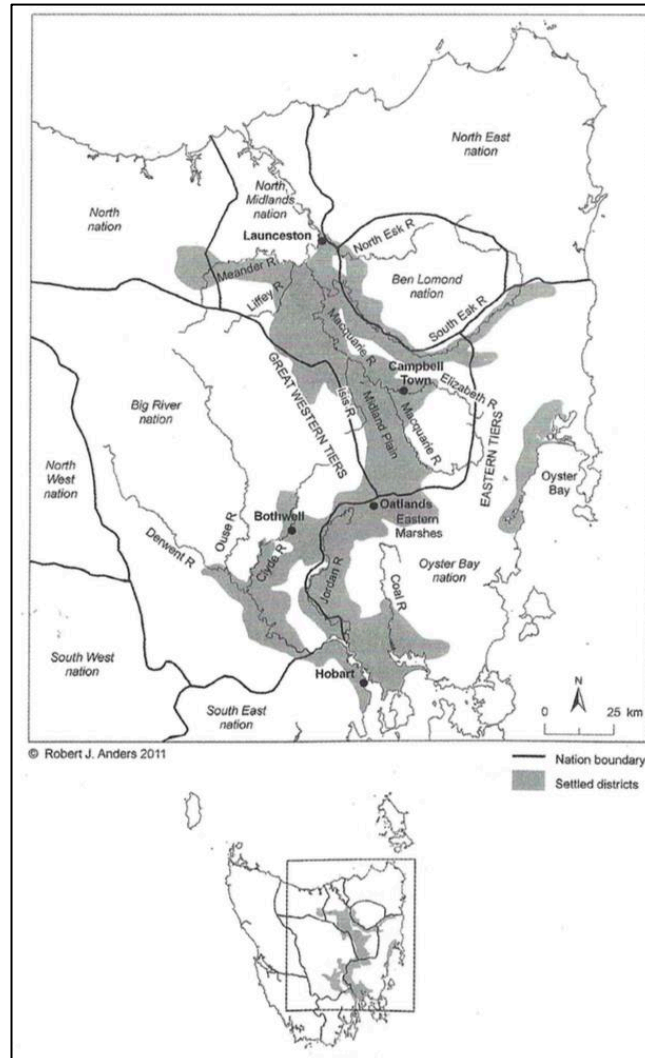 North East
nation
North
Midlands
nation
North
nation
Launceston
North Esk R
Meander R
Ben Lomond
nation
Liffey R
South Esk R
Macquarie R
Campbell
Town
Elizabeth R
GREAT WESTERN TIERS
Isis R
Midland Plain
Macquarie R
EASTERN TIERS
Big River
nation
North
West
nation
Oyster
Bay
Ouse R
Bothwell
Oatlands
Eastern
Marshes
Derwent R
Clyde R
Jordan R
Coal R
Oyster Bay
nation
South West
nation
Hobart
South East
nation
N
0 25 km
© Robert J. Anders 2011
Nation boundary
Settled districts